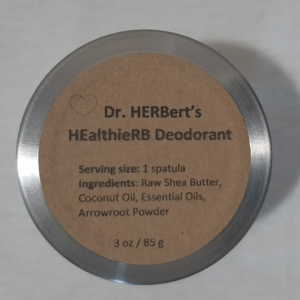 Dr. HERBert's
HEalthieRB Deodorant
Serving size: 1 spatula
Ingredients: Raw Shea Butter,
Coconut Oil, Essential Oils,
Arrowroot Powder
3 oz / 85 g